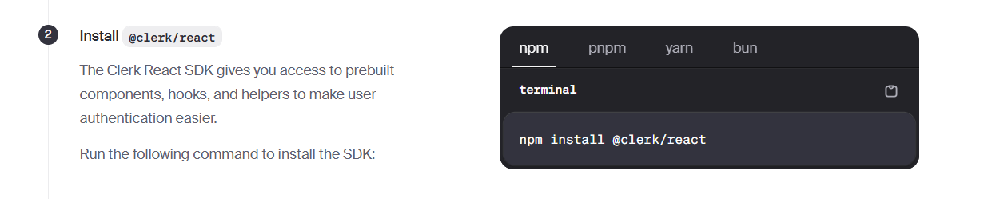 2
Install @clerk/react
The Clerk React SDK gives you access to prebuilt
components, hooks, and helpers to make user
authentication easier.
Run the following command to install the SDK:
npm pnpm yarn bun
terminal
npm install @clerk/react